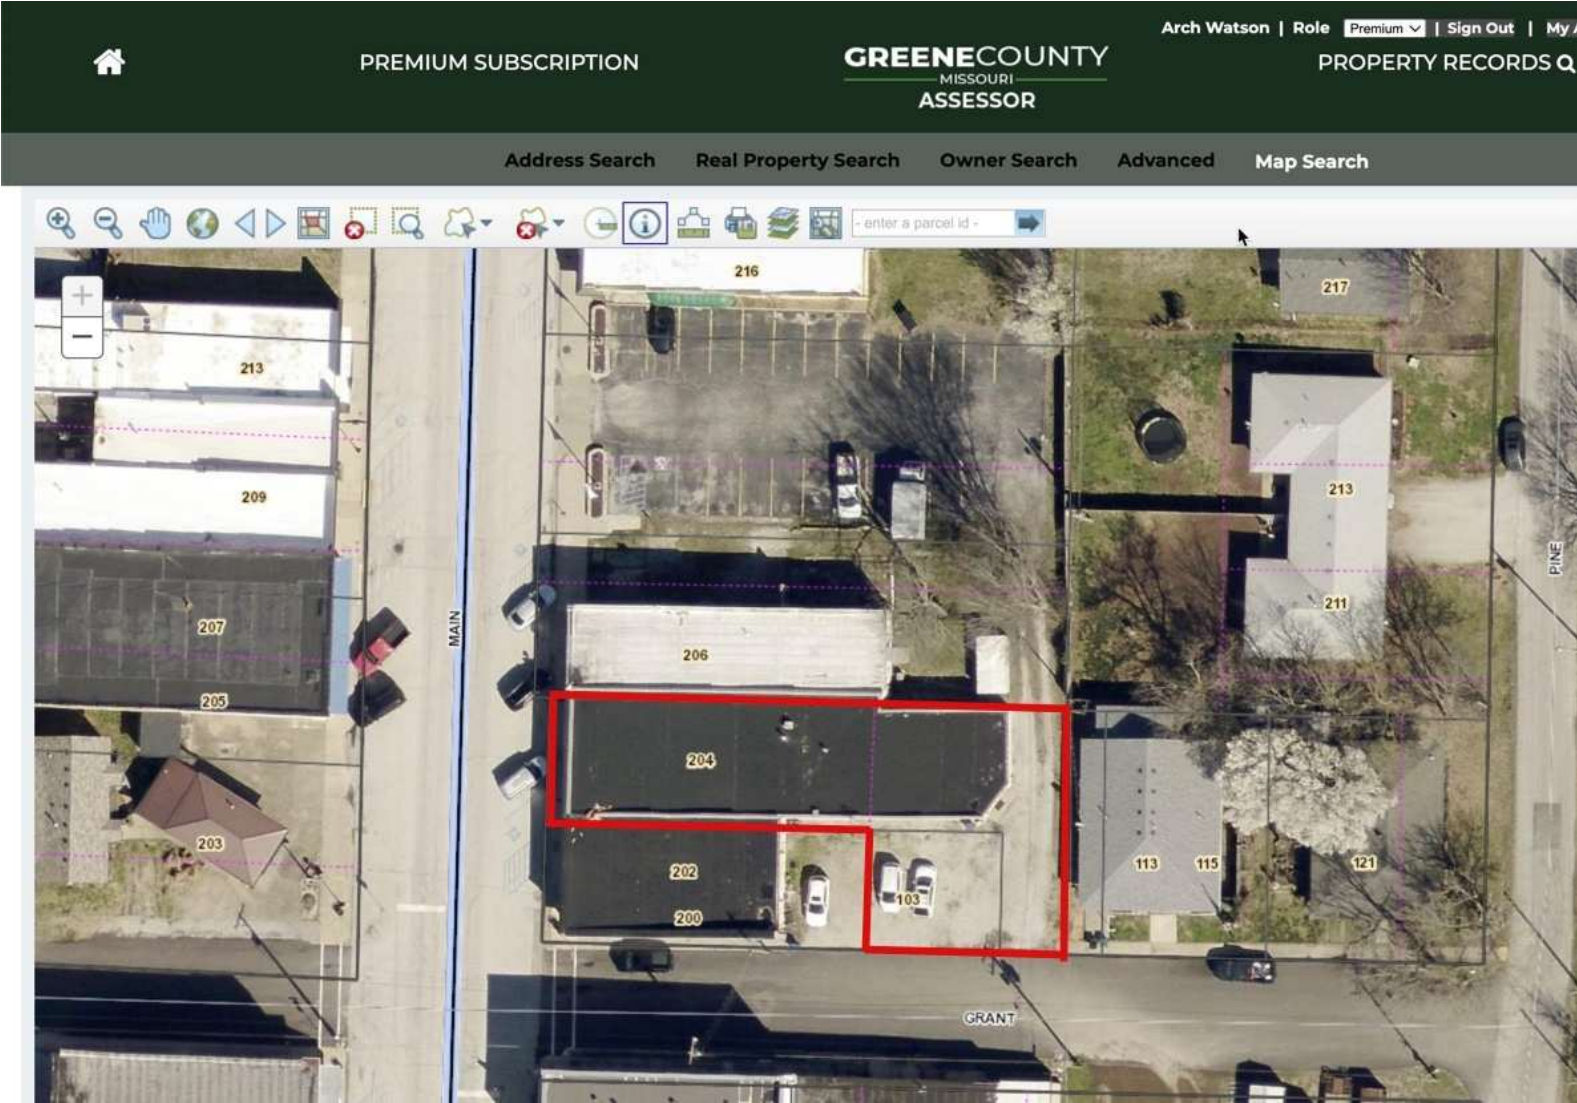 Arch Watson | Role Premium | Sign Out | My
PREMIUM SUBSCRIPTION
GREENECOUNTY
MISSOURI
ASSESSOR
PROPERTY RECORDS
Address Search Real Property Search Owner Search Advanced Map Search
- enter a parcel id -
+
−
216
217
213
209
213
MAIN
PINE
207
211
206
205
204
203
202
113
115
121
103
200
GRANT